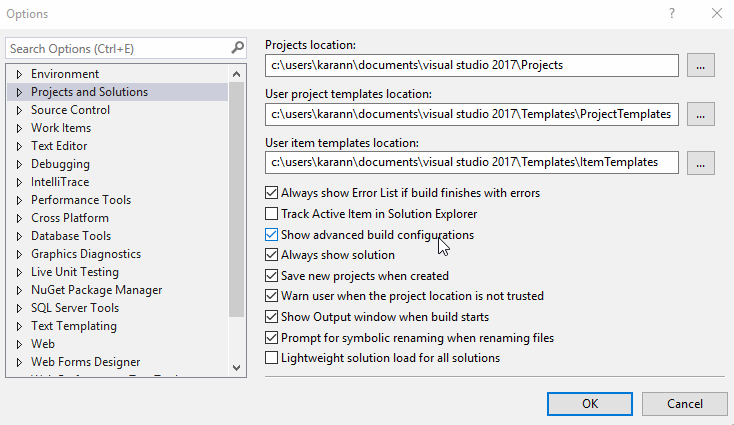 Options
?
Search Options (Ctrl+E)
Environment
Projects and Solutions
Source Control
Work Items
Text Editor
Debugging
IntelliTrace
Performance Tools
Cross Platform
Database Tools
Graphics Diagnostics
Live Unit Testing
NuGet Package Manager
SQL Server Tools
Text Templating
Web
Web Forms Designer
Projects location:
c:\users\karann\documents\visual studio 2017\Projects
...
User project templates location:
c:\users\karann\documents\visual studio 2017\Templates\ProjectTemplates
...
User item templates location:
c:\users\karann\documents\visual studio 2017\Templates\ItemTemplates
...
Always show Error List if build finishes with errors
Track Active Item in Solution Explorer
Show advanced build configurations
Always show solution
Save new projects when created
Warn user when the project location is not trusted
Show Output window when build starts
Prompt for symbolic renaming when renaming files
Lightweight solution load for all solutions
OK
Cancel